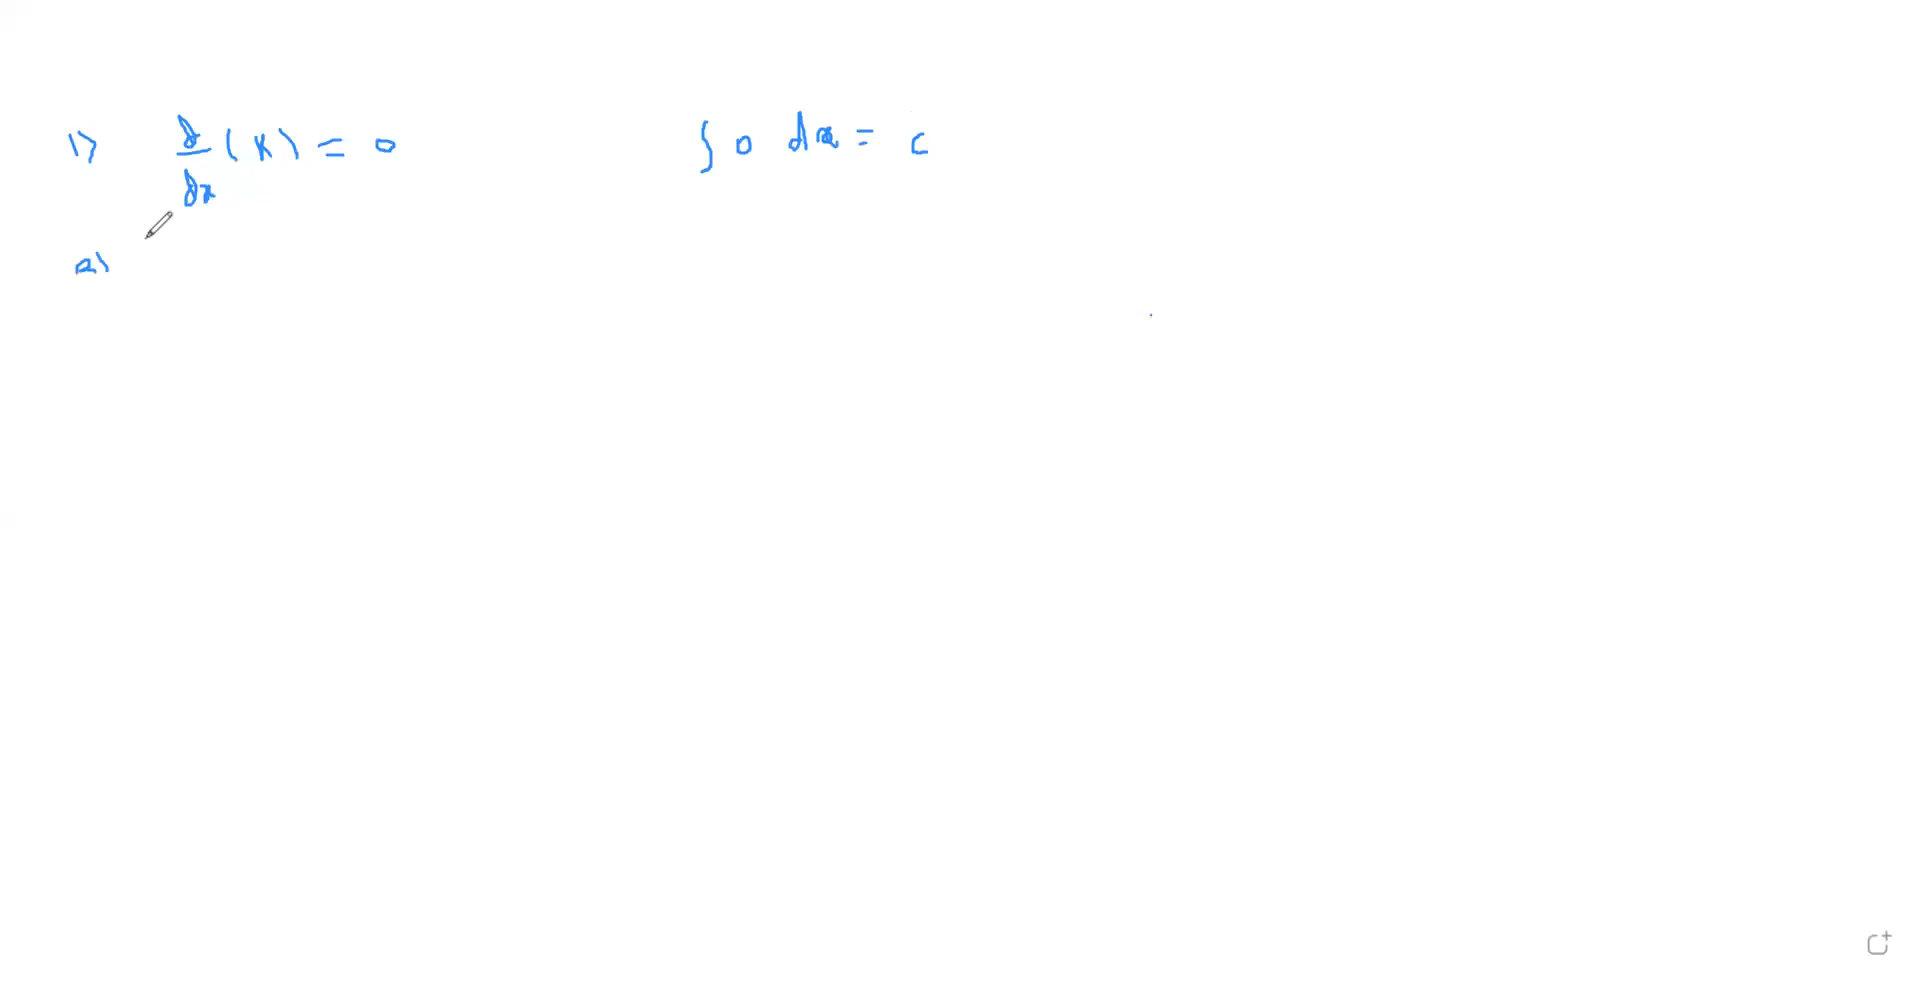 1) d/dx (K) = 0 ∫ 0 dx = c
2)